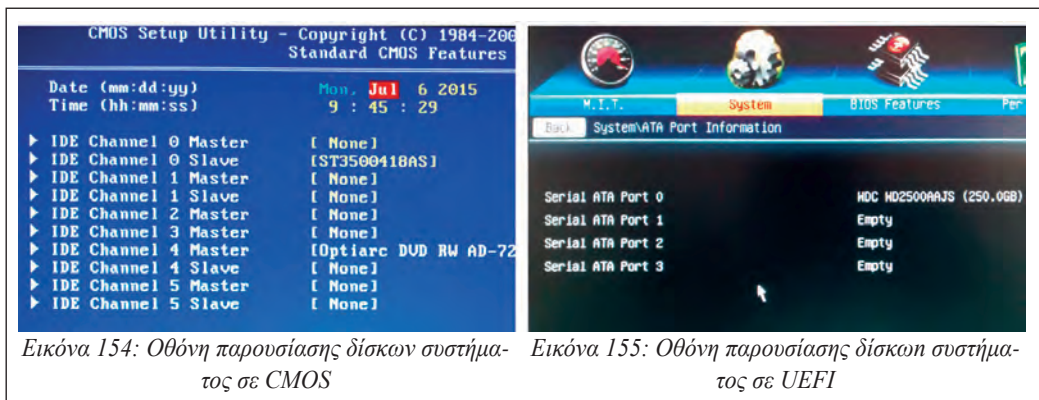 CMOS Setup Utility - Copyright (C) 1984-200
Standard CMOS Features
Date (mm:dd:yy) Mon, Jul 6 2015
Time (hh:mm:ss) 9 : 45 : 29
IDE Channel 0 Master [ None]
IDE Channel 0 Slave [ST3500418AS]
IDE Channel 1 Master [ None]
IDE Channel 1 Slave [ None]
IDE Channel 2 Master [ None]
IDE Channel 3 Master [ None]
IDE Channel 4 Master [Optiarc DVD RW AD-72
IDE Channel 4 Slave [ None]
IDE Channel 5 Master [ None]
IDE Channel 5 Slave [ None]
Εικόνα 154: Οθόνη παρουσίασης δίσκων συστήμα-
τος σε CMOS
M.I.T. System BIOS Features Per
Back System\ATA Port Information
Serial ATA Port 0 WDC WD2500AAJS (250.0GB)
Serial ATA Port 1 Empty
Serial ATA Port 2 Empty
Serial ATA Port 3 Empty
Εικόνα 155: Οθόνη παρουσίασης δίσκωn συστήμα-
τος σε UEFI